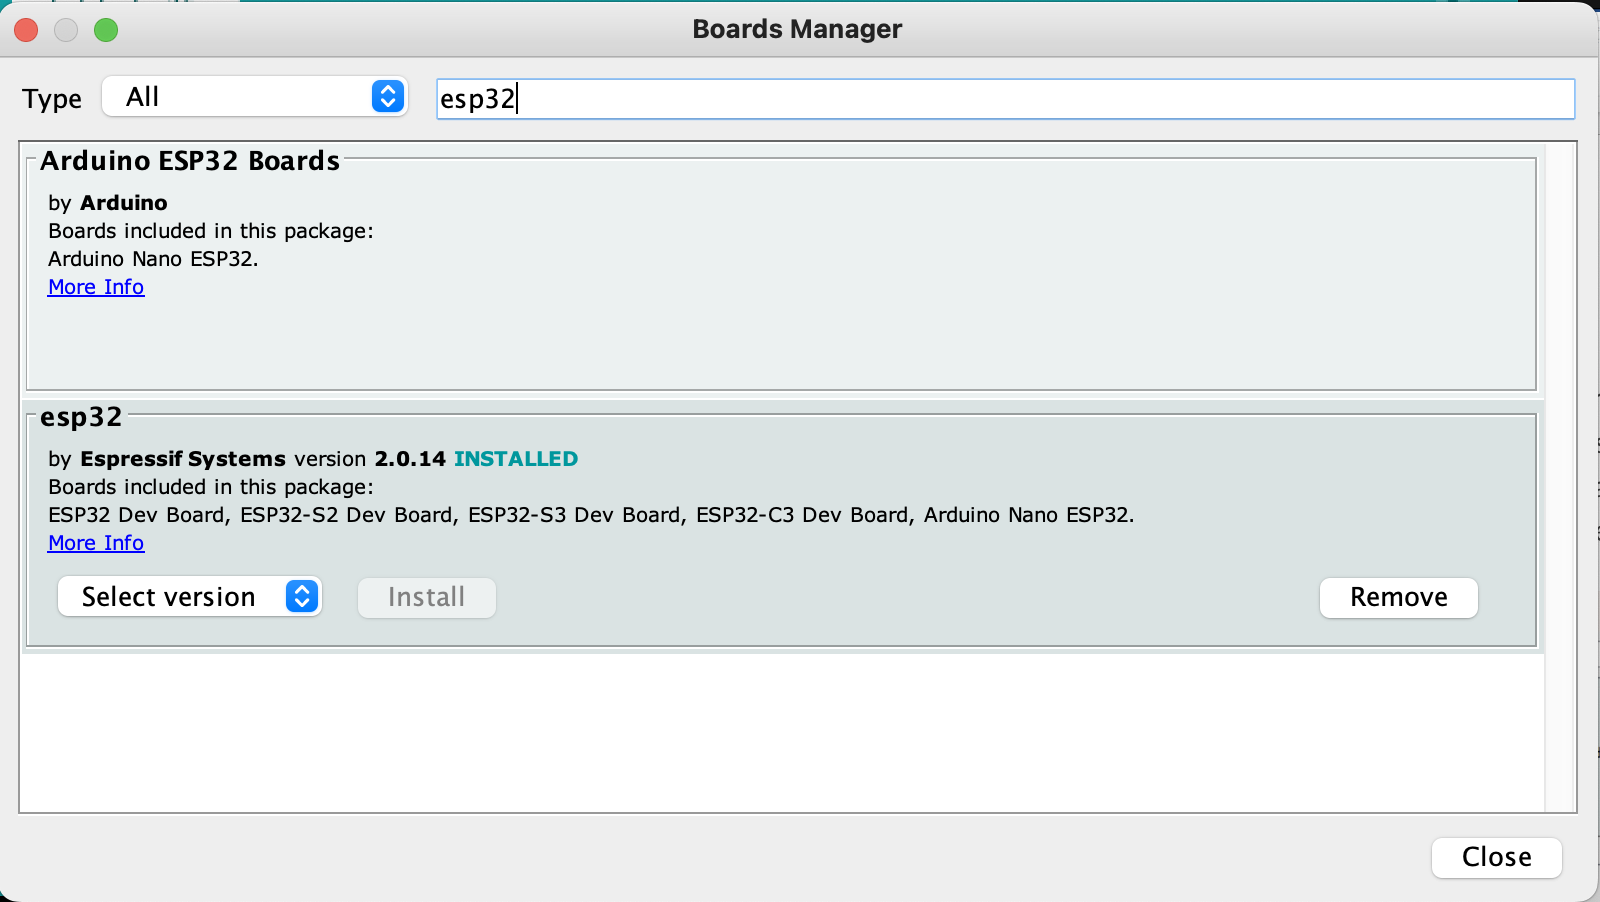 Boards Manager
Type All esp32
Arduino ESP32 Boards
by Arduino
Boards included in this package:
Arduino Nano ESP32.
More Info
esp32
by Espressif Systems version 2.0.14 INSTALLED
Boards included in this package:
ESP32 Dev Board, ESP32-S2 Dev Board, ESP32-S3 Dev Board, ESP32-C3 Dev Board, Arduino Nano ESP32.
More Info
Select version Install Remove
Close